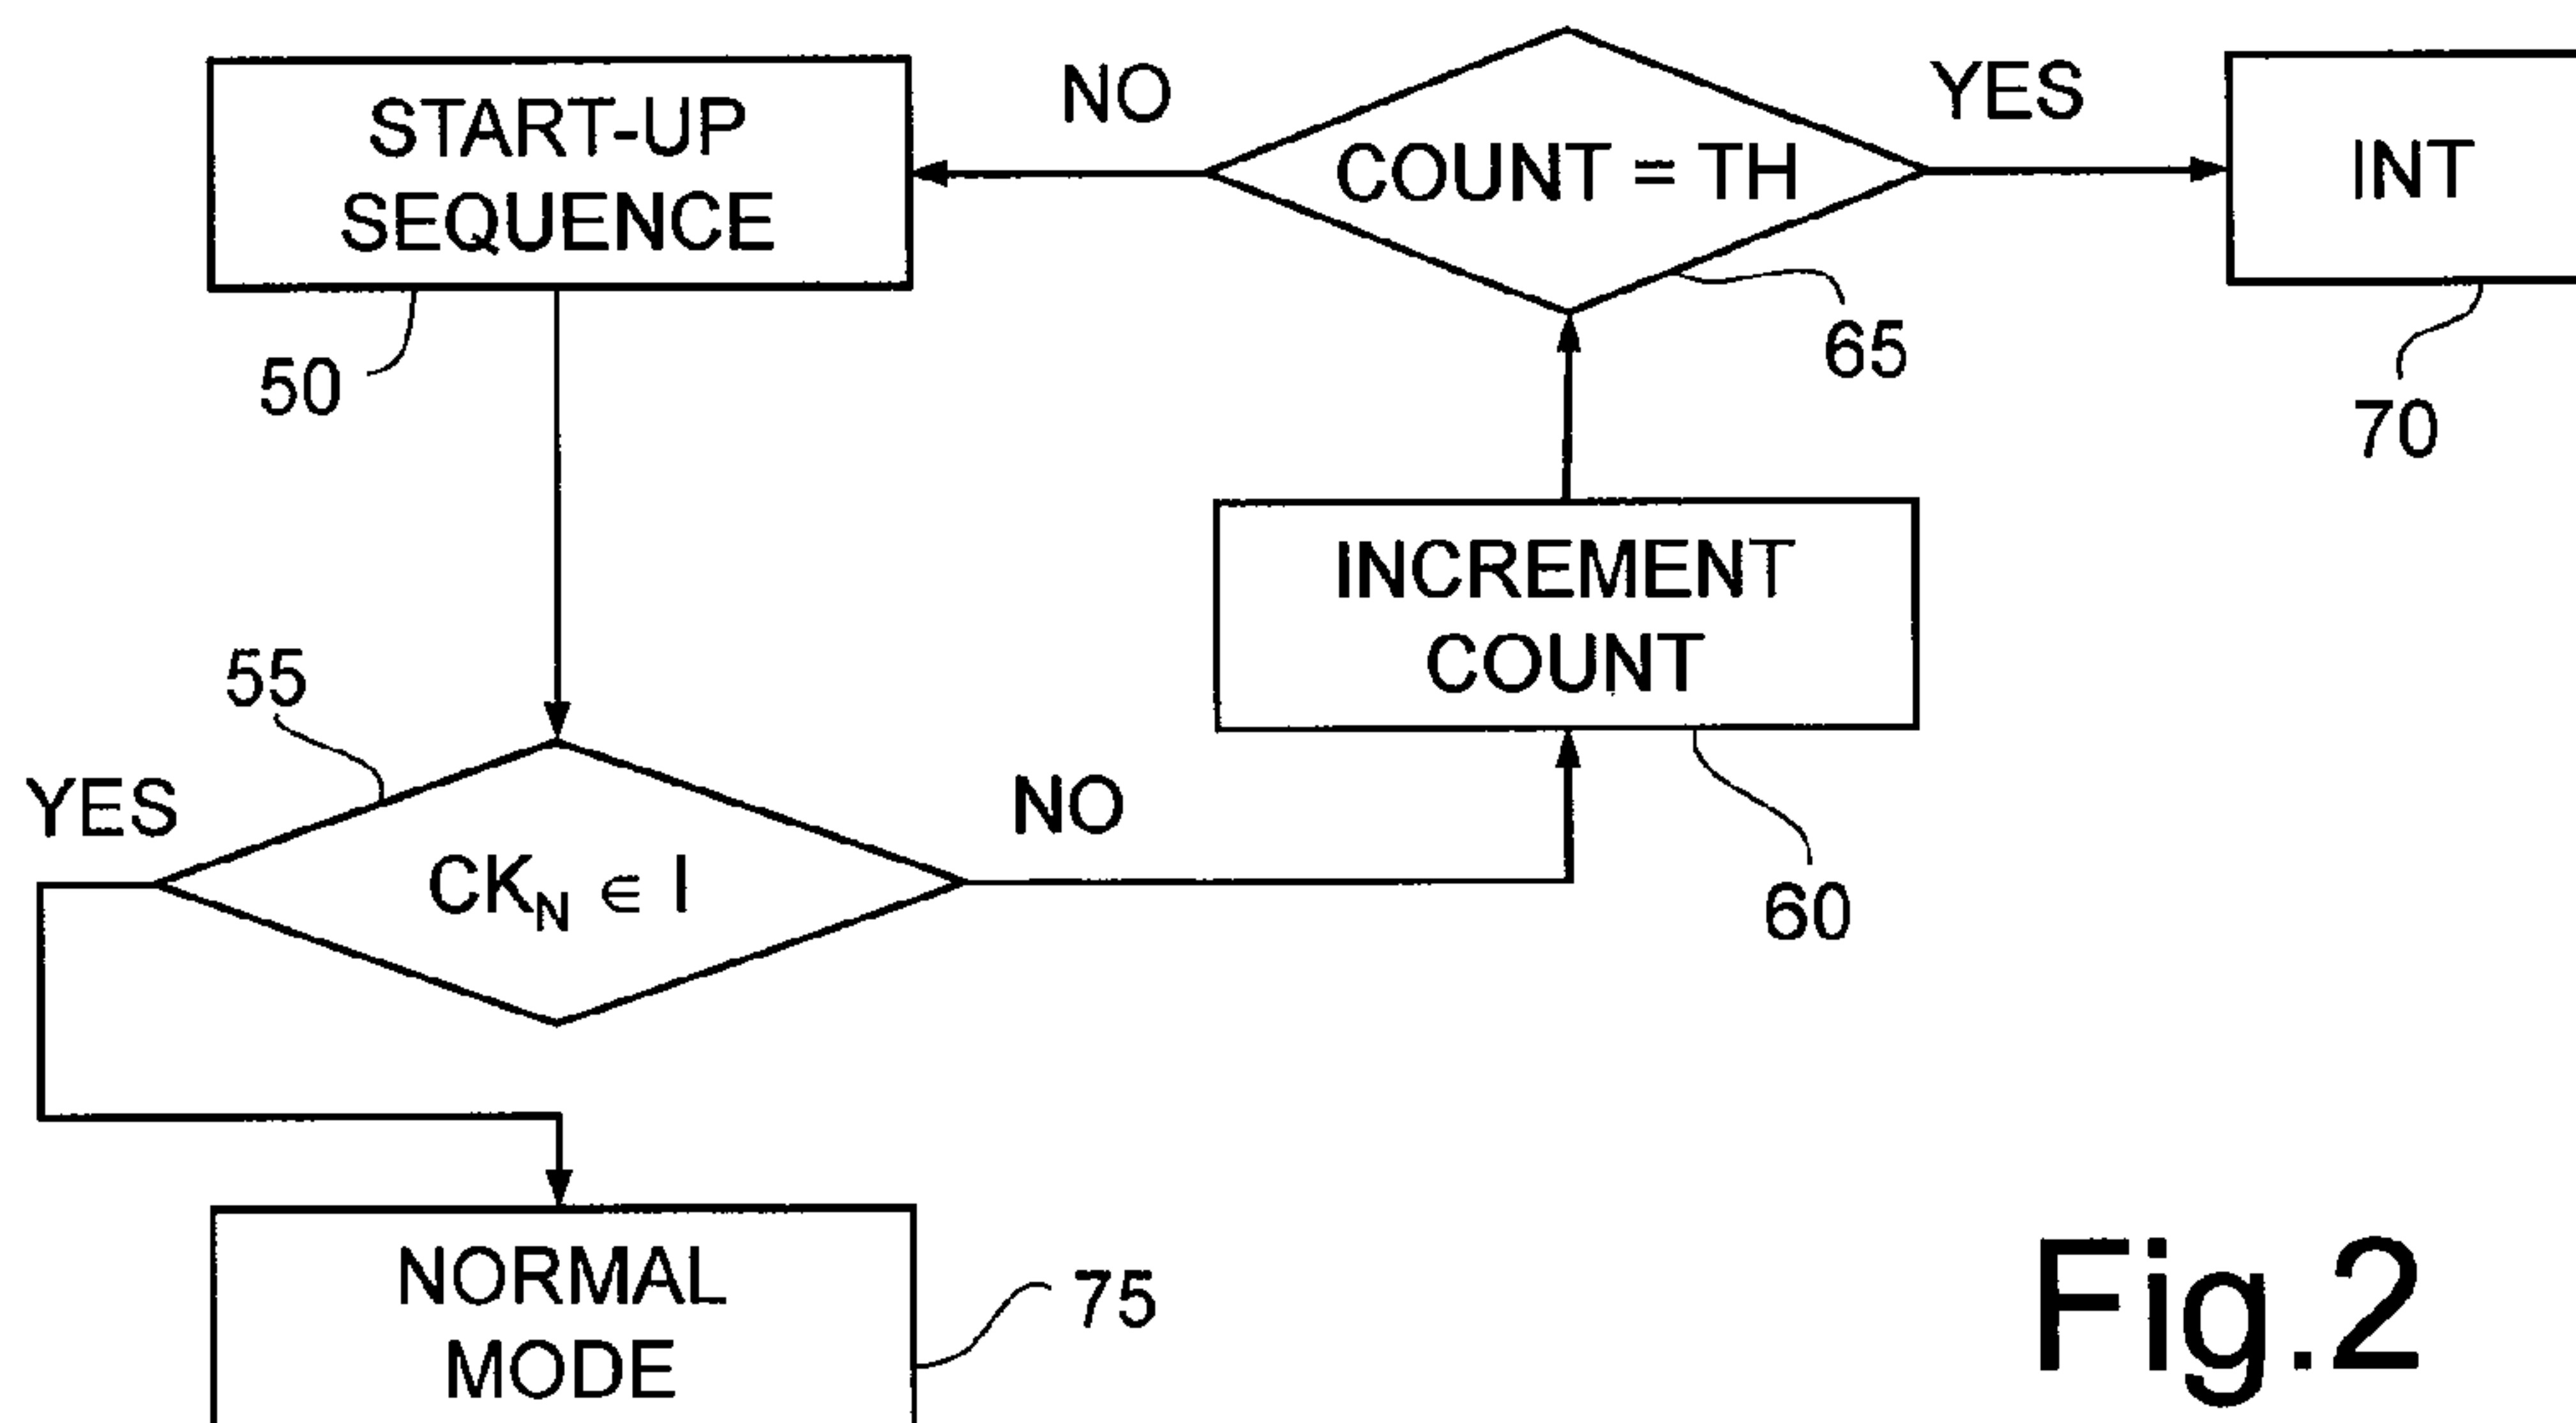 START-UP
SEQUENCE
50
NO
COUNT = TH
YES
65
INT
70
INCREMENT
COUNT
60
55
YES
CK_N ∈ I
NO
NORMAL
MODE
75
Fig.2